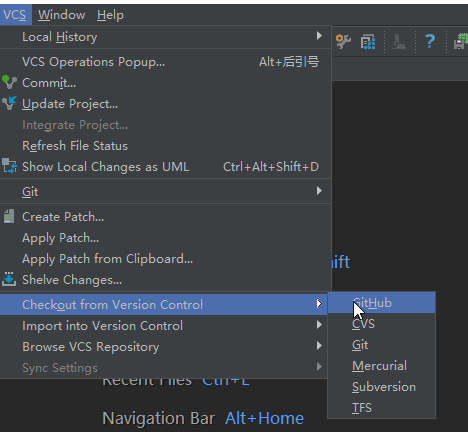 VCS Window Help
Local History
VCS Operations Popup... Alt+后引号
Commit...
Update Project...
Integrate Project...
Refresh File Status
Show Local Changes as UML Ctrl+Alt+Shift+D
Git
Create Patch...
Apply Patch...
Apply Patch from Clipboard...
Shelve Changes...
Checkout from Version Control
Import into Version Control
Browse VCS Repository
Sync Settings
GitHub
CVS
Git
Mercurial
Subversion
TFS
Recent Files Ctrl+E
Navigation Bar Alt+Home